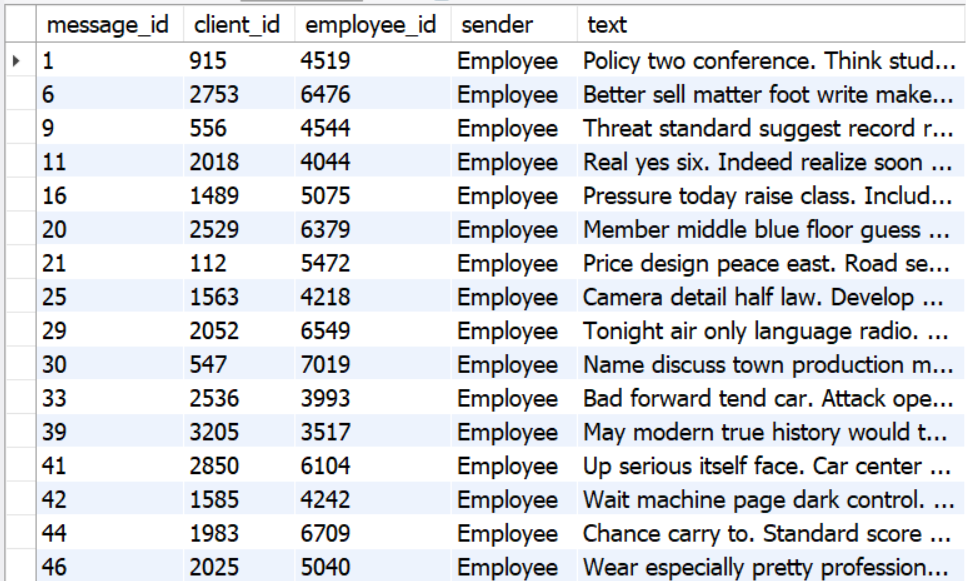 message_id client_id employee_id sender text
1 915 4519 Employee Policy two conference. Think stud...
6 2753 6476 Employee Better sell matter foot write make...
9 556 4544 Employee Threat standard suggest record r...
11 2018 4044 Employee Real yes six. Indeed realize soon ...
16 1489 5075 Employee Pressure today raise class. Includ...
20 2529 6379 Employee Member middle blue floor guess ...
21 112 5472 Employee Price design peace east. Road se...
25 1563 4218 Employee Camera detail half law. Develop ...
29 2052 6549 Employee Tonight air only language radio. ...
30 547 7019 Employee Name discuss town production m...
33 2536 3993 Employee Bad forward tend car. Attack ope...
39 3205 3517 Employee May modern true history would t...
41 2850 6104 Employee Up serious itself face. Car center ...
42 1585 4242 Employee Wait machine page dark control. ...
44 1983 6709 Employee Chance carry to. Standard score ...
46 2025 5040 Employee Wear especially pretty profession...